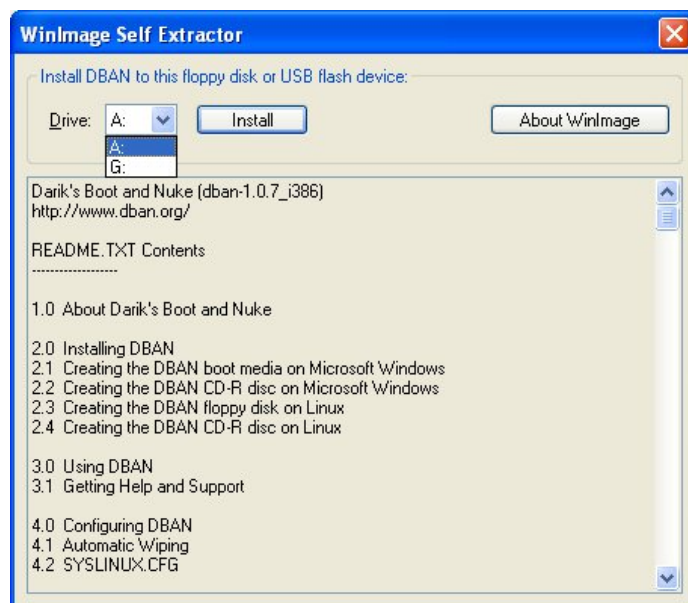 WinImage Self Extractor
Install DBAN to this floppy disk or USB flash device:
Drive: A: Install About WinImage
A:
G:
Darik's Boot and Nuke (dban-1.0.7_i386)
http://www.dban.org/
README.TXT Contents
-------------------
1.0 About Darik's Boot and Nuke
2.0 Installing DBAN
2.1 Creating the DBAN boot media on Microsoft Windows
2.2 Creating the DBAN CD-R disc on Microsoft Windows
2.3 Creating the DBAN floppy disk on Linux
2.4 Creating the DBAN CD-R disc on Linux
3.0 Using DBAN
3.1 Getting Help and Support
4.0 Configuring DBAN
4.1 Automatic Wiping
4.2 SYSLINUX.CFG